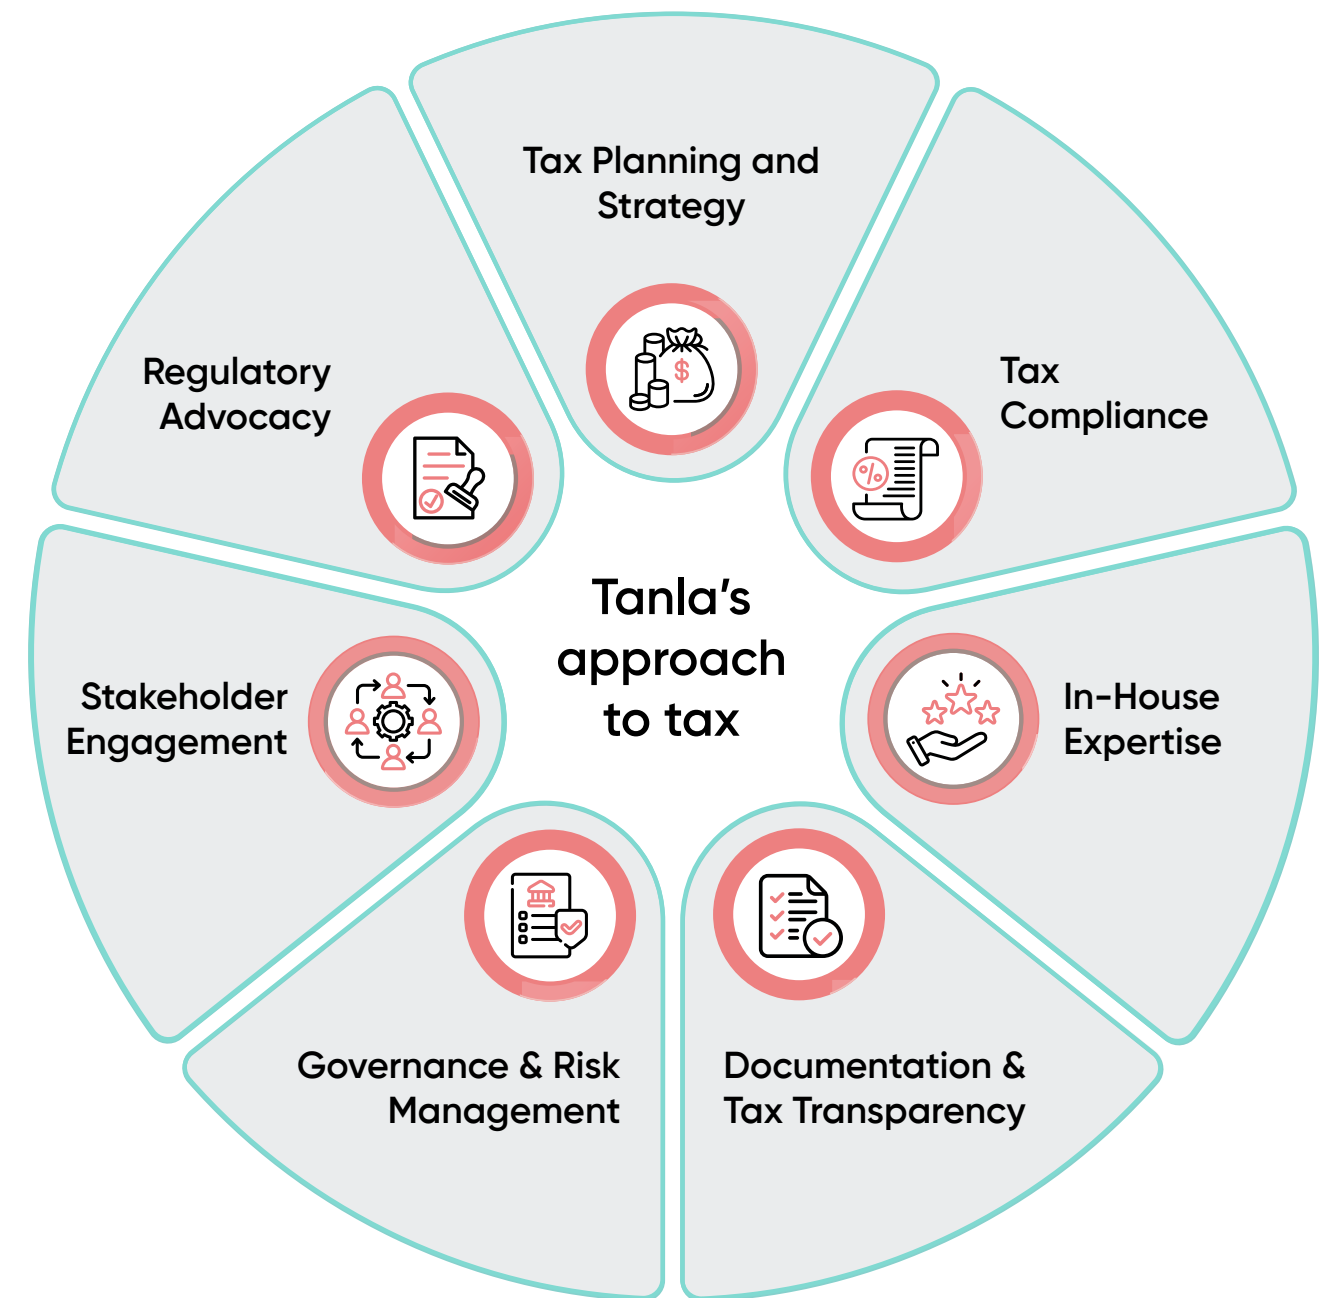 Tax Planning and
Strategy
Tax
Compliance
In-House
Expertise
Documentation &
Tax Transparency
Governance & Risk
Management
Stakeholder
Engagement
Regulatory
Advocacy
Tanla’s
approach
to tax
$
%